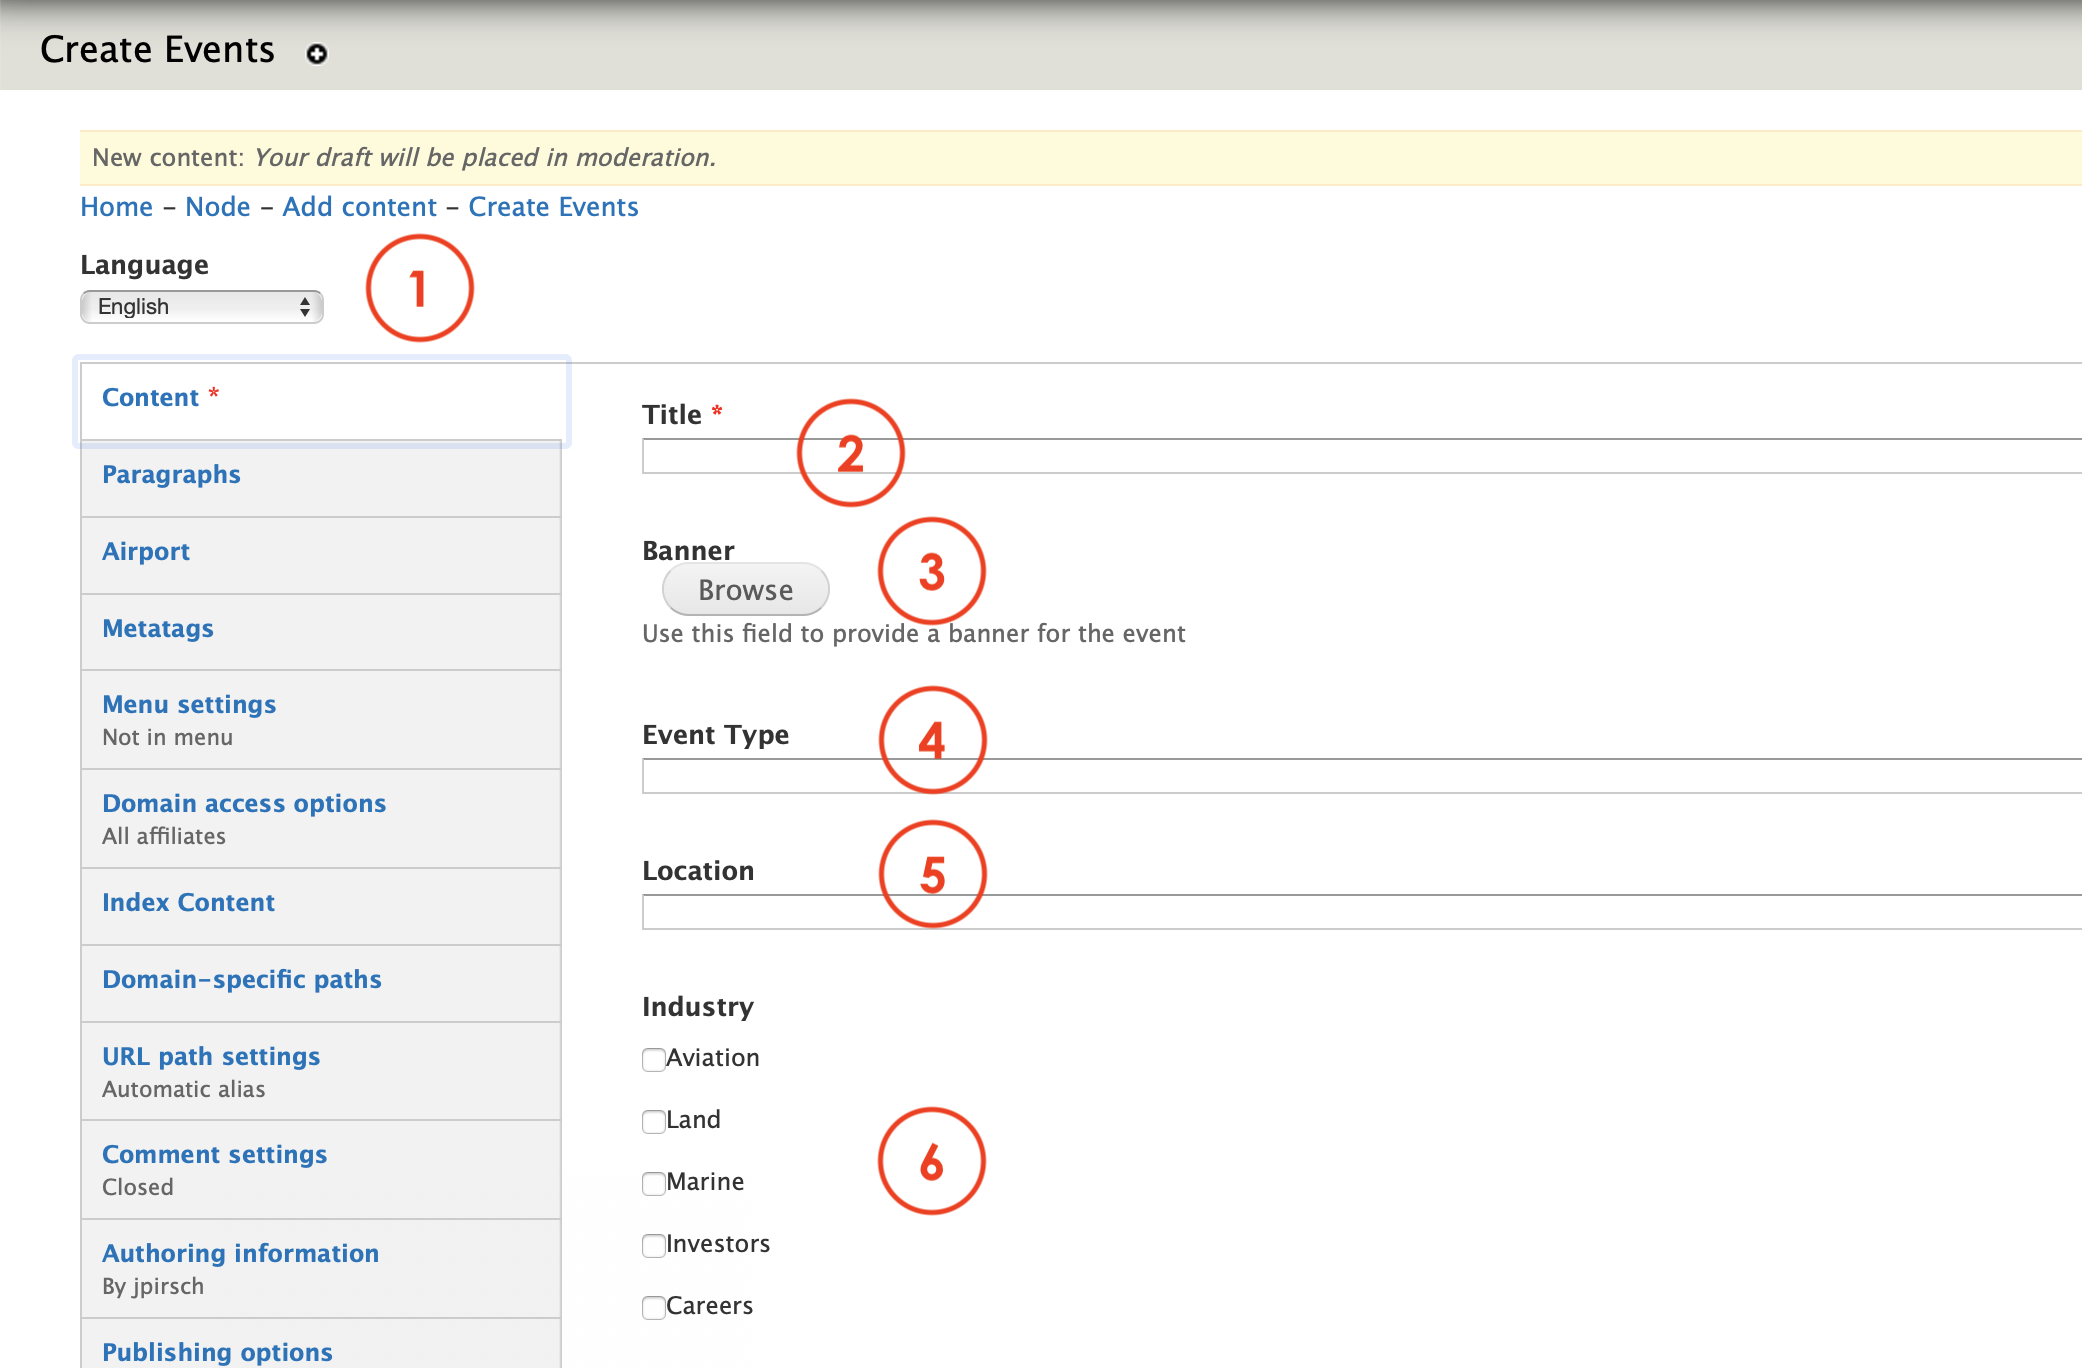 Create Events
New content: Your draft will be placed in moderation.
Home – Node – Add content – Create Events
Language
English
1
Content *
Paragraphs
Airport
Metatags
Menu settings
Not in menu
Domain access options
All affiliates
Index Content
Domain-specific paths
URL path settings
Automatic alias
Comment settings
Closed
Authoring information
By jpirsch
Publishing options
Title *
2
Banner
Browse
3
Use this field to provide a banner for the event
Event Type
4
Location
5
Industry
Aviation
Land
Marine
6
Investors
Careers